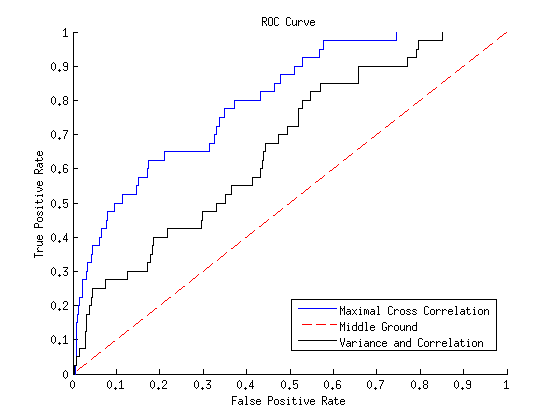 ROC Curve
1
0.9
0.8
0.7
0.6
0.5
0.4
0.3
0.2
0.1
0
True Positive Rate
0 0.1 0.2 0.3 0.4 0.5 0.6 0.7 0.8 0.9 1
False Positive Rate
Maximal Cross Correlation
Middle Ground
Variance and Correlation